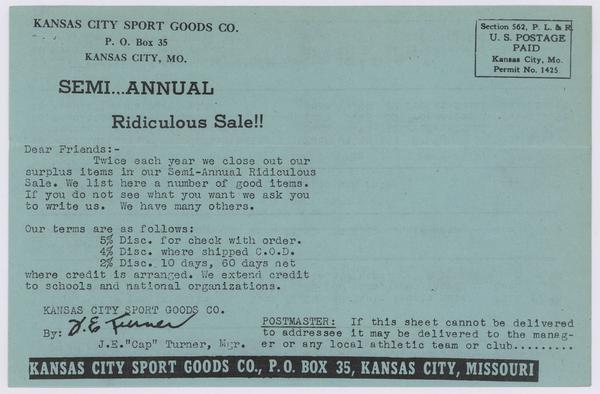 KANSAS CITY SPORT GOODS CO.
P. O. Box 35
KANSAS CITY, MO.
Section 562, P. L. & R.
U. S. POSTAGE
PAID
Kansas City, Mo.
Permit No. 1425
SEMI...ANNUAL
Ridiculous Sale!!
Dear Friends:-
Twice each year we close out our
surplus items in our Semi-Annual Ridiculous
Sale. We list here a number of good items.
If you do not see what you want we ask you
to write us. We have many others.
Our terms are as follows:
5% Disc. for check with order.
4% Disc. where shipped C.O.D.
2% Disc. 10 days, 60 days net
where credit is arranged. We extend credit
to schools and national organizations.
KANSAS CITY SPORT GOODS CO.
By: J.E Turner
J.E."Cap" Turner, Mgr.
POSTMASTER: If this sheet cannot be delivered
to addressee it may be delivered to the manag-
er or any local athletic team or club.........
KANSAS CITY SPORT GOODS CO., P.O. BOX 35, KANSAS CITY, MISSOURI